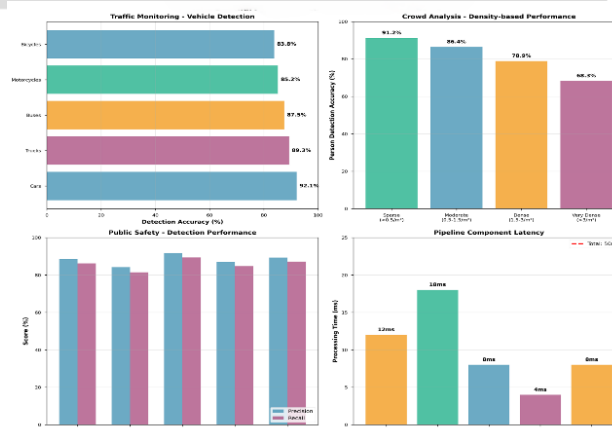 Traffic Monitoring - Vehicle Detection
Bicycles
83.8%
Motorcycles
85.2%
Buses
87.5%
Trucks
89.3%
Cars
92.1%
0 20 40 60 80 100
Detection Accuracy (%)
Crowd Analysis - Density-based Performance
Person Detection Accuracy (%)
100
80
60
40
20
0
91.2%
86.4%
78.9%
68.3%
Sparse Moderate Dense Very Dense
Public Safety - Detection Performance
Score (%)
100
80
60
40
20
0
Precision
Recall
Pipeline Component Latency
Processing Time (ms)
25
20
15
10
5
0
12ms
18ms
8ms
4ms